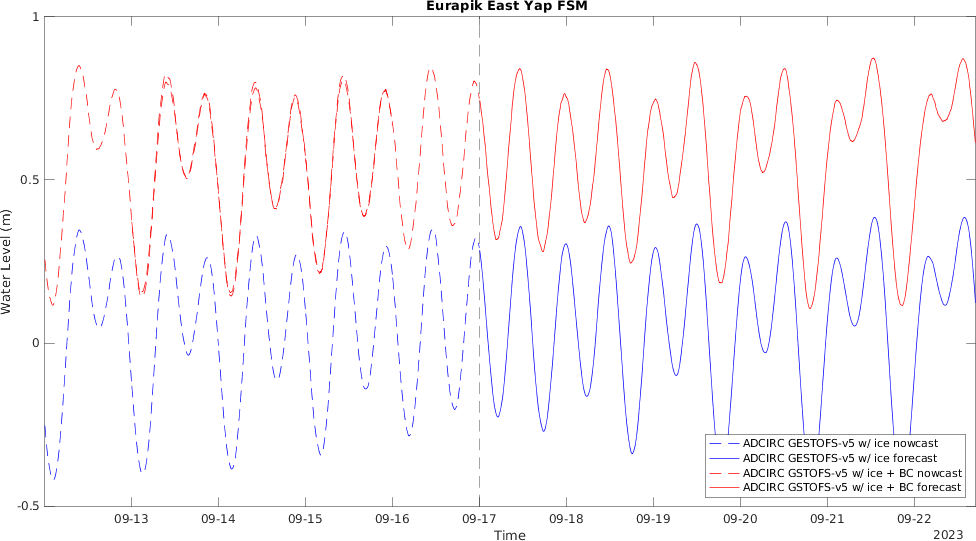 Eurapik East Yap FSM
1
0.5
0
-0.5
Water Level (m)
09-13
09-14
09-15
09-16
09-17
09-18
09-19
09-20
09-21
09-22
Time
2023
ADCIRC GESTOFS-v5 w/ ice nowcast
ADCIRC GESTOFS-v5 w/ ice forecast
ADCIRC GSTOFS-v5 w/ ice + BC nowcast
ADCIRC GSTOFS-v5 w/ ice + BC forecast